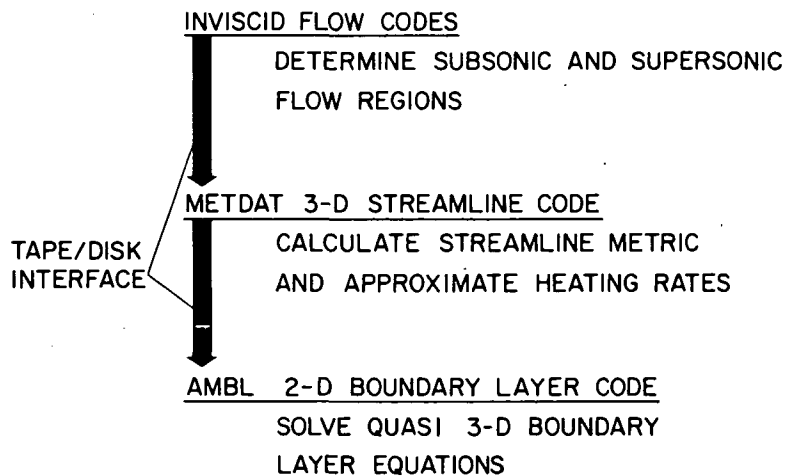 INVISCID FLOW CODES
DETERMINE SUBSONIC AND SUPERSONIC
FLOW REGIONS
METDAT 3-D STREAMLINE CODE
TAPE/DISK
INTERFACE
CALCULATE STREAMLINE METRIC
AND APPROXIMATE HEATING RATES
AMBL 2-D BOUNDARY LAYER CODE
SOLVE QUASI 3-D BOUNDARY
LAYER EQUATIONS